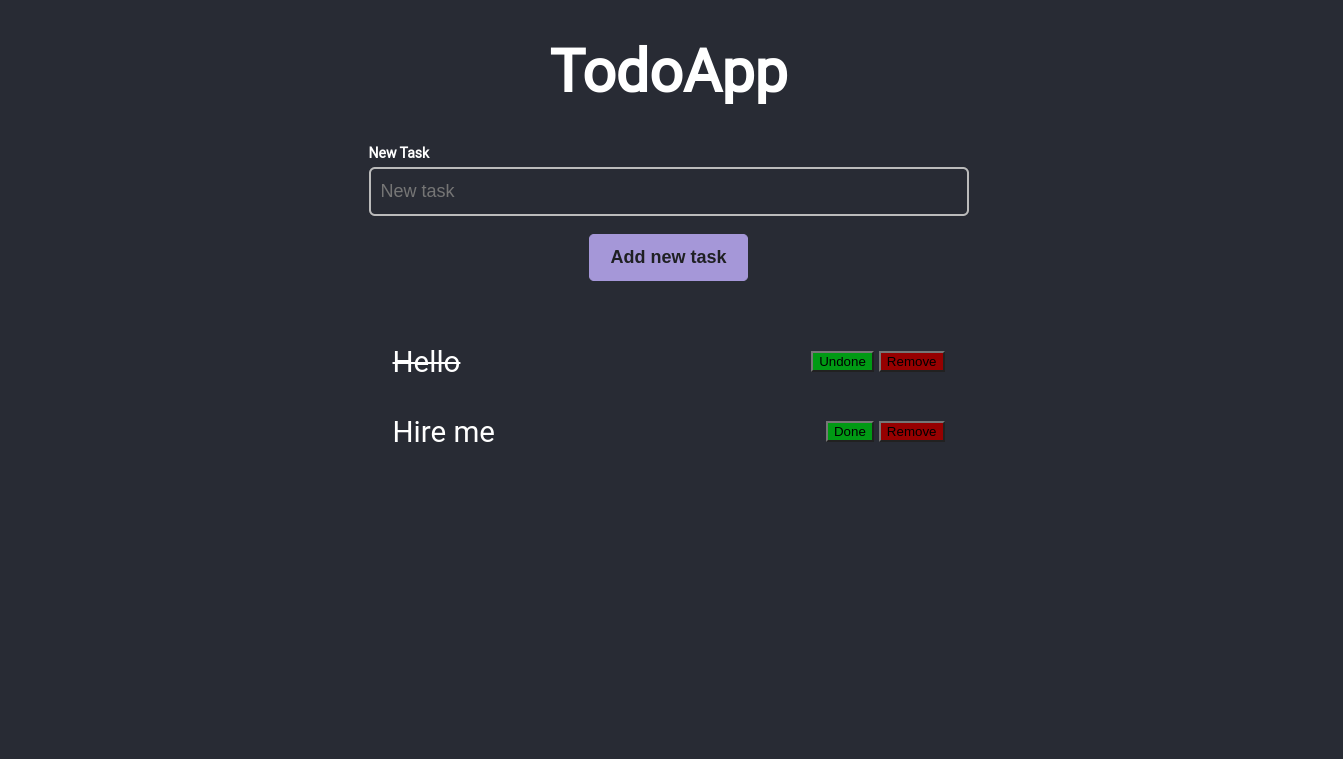 TodoApp
New Task
New task
Add new task
Hello Undone Remove
Hire me Done Remove